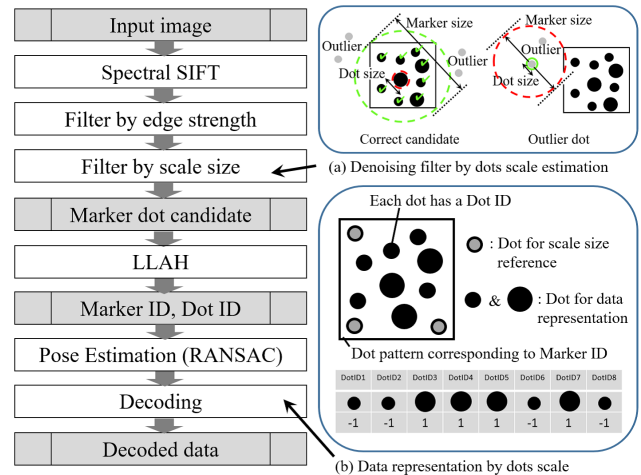 Input image
Spectral SIFT
Filter by edge strength
Filter by scale size
Marker dot candidate
LLAH
Marker ID, Dot ID
Pose Estimation (RANSAC)
Decoding
Decoded data
Marker size
Outlier
Dot size
Outlier
Correct candidate
Marker size
Outlier
Dot size
Outlier dot
(a) Denoising filter by dots scale estimation
Each dot has a Dot ID
: Dot for scale size
reference
& : Dot for data
representation
Dot pattern corresponding to Marker ID
DotID1 DotID2 DotID3 DotID4 DotID5 DotID6 DotID7 DotID8
-1 -1 1 1 1 -1 1 -1
(b) Data representation by dots scale